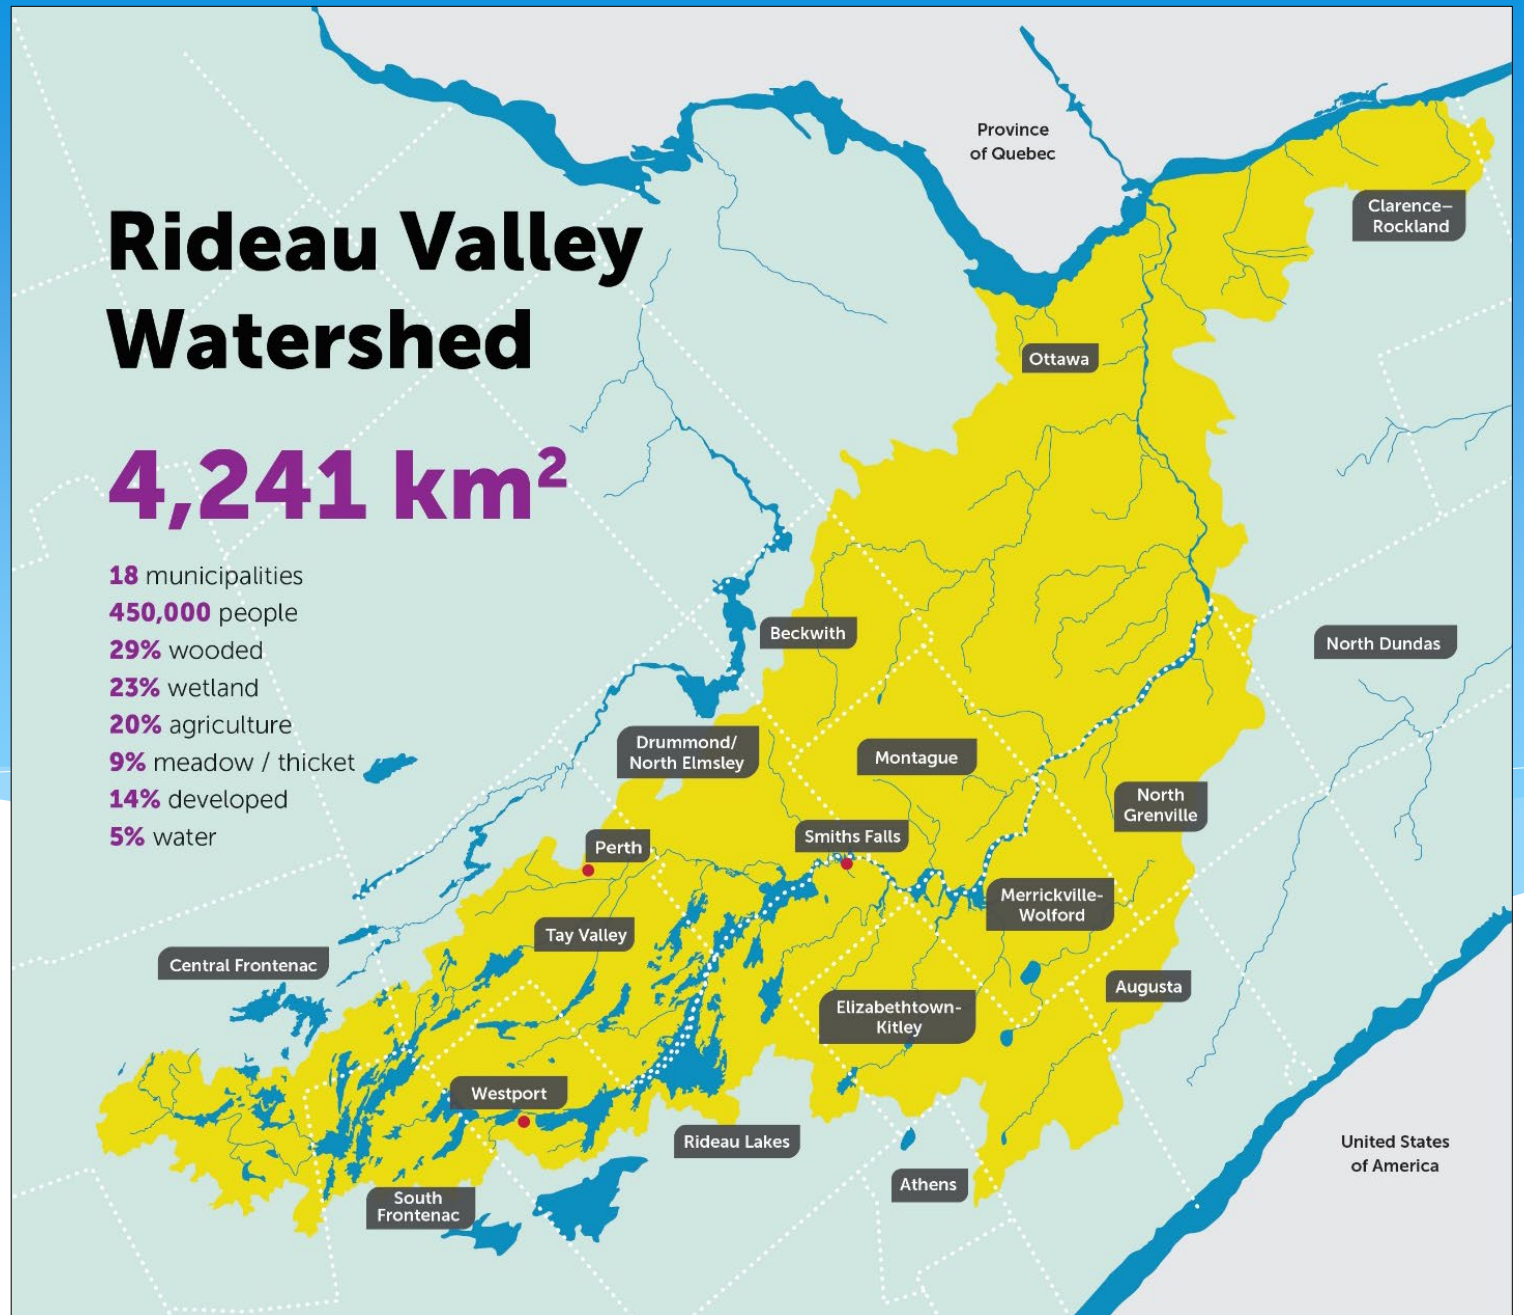 Rideau Valley
Watershed
4,241 km²
18 municipalities
450,000 people
29% wooded
23% wetland
20% agriculture
9% meadow / thicket
14% developed
5% water
Province
of Quebec
Clarence–
Rockland
Ottawa
Beckwith
North Dundas
Drummond/
North Elmsley
Montague
North
Grenville
Perth
Smiths Falls
Merrickville-
Wolford
Tay Valley
Central Frontenac
Augusta
Elizabethtown-
Kitley
Westport
Rideau Lakes
United States
of America
Athens
South
Frontenac